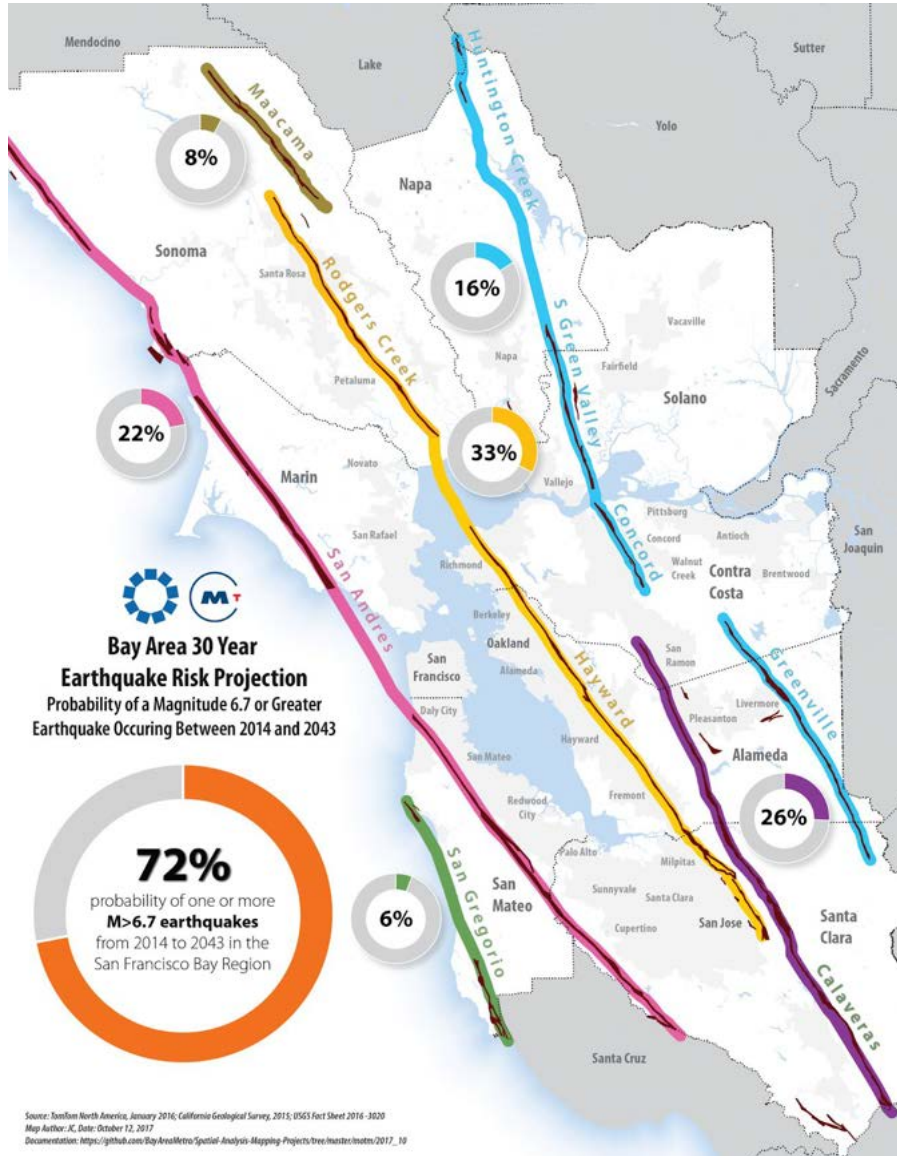 Mendocino
Lake
Sutter
Yolo
Huntington Creek
Maacama
8%
Napa
Sonoma
Santa Rosa
Rodgers Creek
16%
S Green Valley
Vacaville
Napa
Fairfield
Sacramento
Petaluma
Solano
22%
33%
Marin
Novato
Vallejo
Concord
Pittsburg
San Rafael
Concord
Antioch
San
Joaquin
Richmond
Walnut
Creek
Contra
Costa
Brentwood
San Andres
Berkeley
Oakland
Bay Area 30 Year
Earthquake Risk Projection
Probability of a Magnitude 6.7 or Greater
Earthquake Occuring Between 2014 and 2043
San
Francisco
Alameda
Hayward
San
Ramon
Greenville
Daly City
Pleasanton
Livermore
Hayward
Alameda
San Mateo
Redwood
City
Fremont
26%
72%
probability of one or more
M>6.7 earthquakes
from 2014 to 2043 in the
San Francisco Bay Region
San Gregorio
6%
San
Mateo
Palo Alto
Milpitas
Sunnyvale
Santa Clara
Cupertino
San Jose
Santa
Clara
Calaveras
Santa Cruz
Source: TomTom North America, January 2016; California Geological Survey, 2015; USGS Fact Sheet 2016 -3020
Map Author: JC, Date: October 12, 2017
Documentation: https://github.com/BayAreaMetro/Spatial-Analysis-Mapping-Projects/tree/master/matm/2017_10
M T